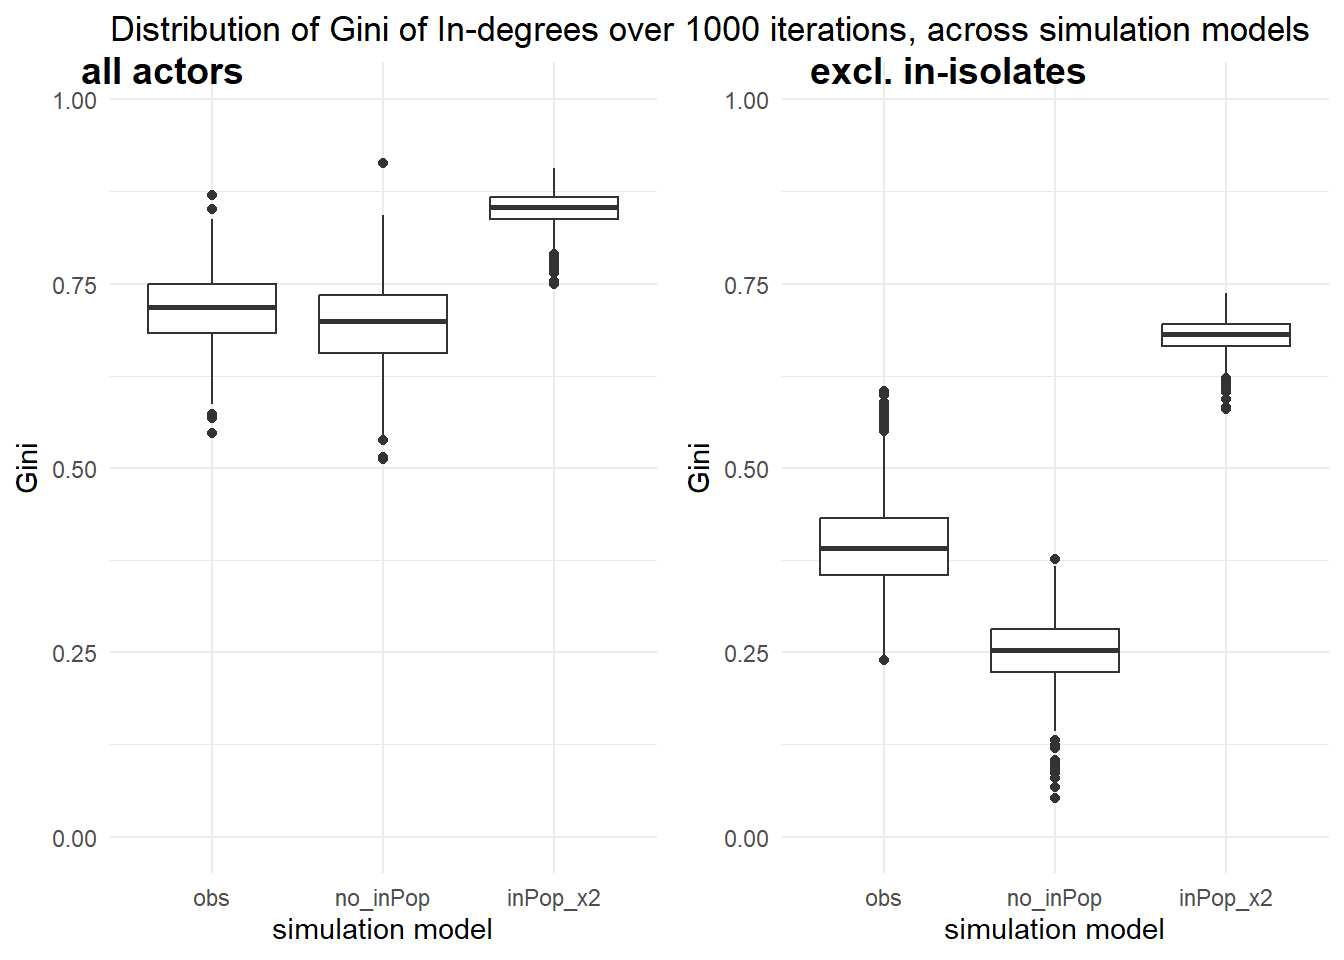 Distribution of Gini of In-degrees over 1000 iterations, across simulation models
all actors
1.00
0.75
0.50
0.25
0.00
Gini
obs
no_inPop
inPop_x2
simulation model
excl. in-isolates
1.00
0.75
0.50
0.25
0.00
Gini
obs
no_inPop
inPop_x2
simulation model